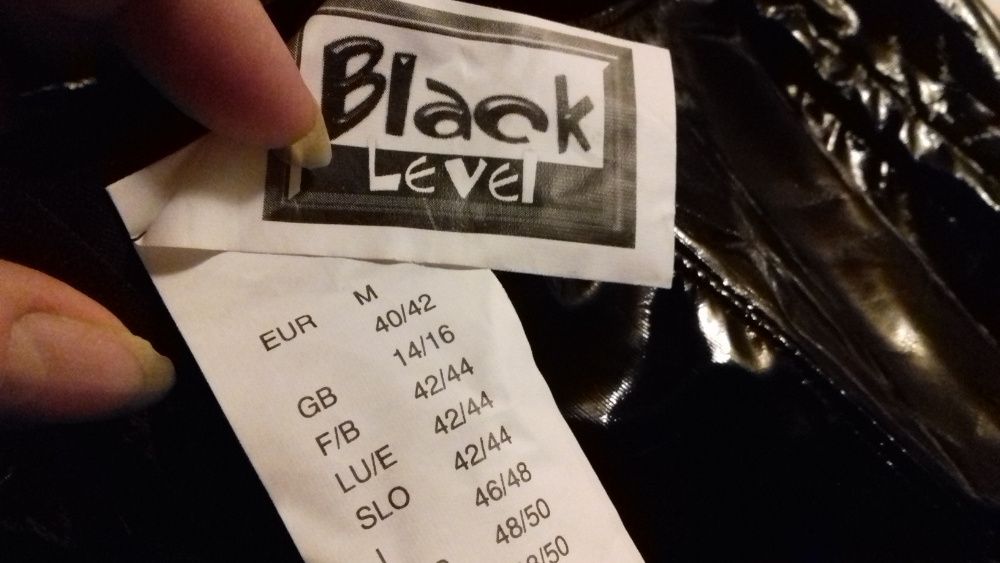 Black
Level
M
EUR 40/42
GB 14/16
F/B 42/44
LU/E 42/44
SLO 42/44
I 46/48
48/50